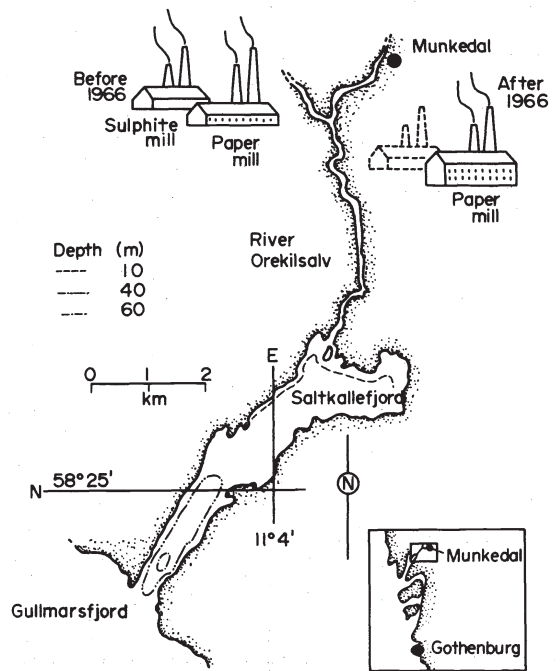 Munkedal
Before
1966
Sulphite
mill
Paper
mill
After
1966
Paper
mill
River
Orekilsalv
Depth (m)
10
40
60
0 1 2
km
E
Saltkallefjord
N 58°25'
N
11°4'
Gullmarsfjord
Munkedal
Gothenburg